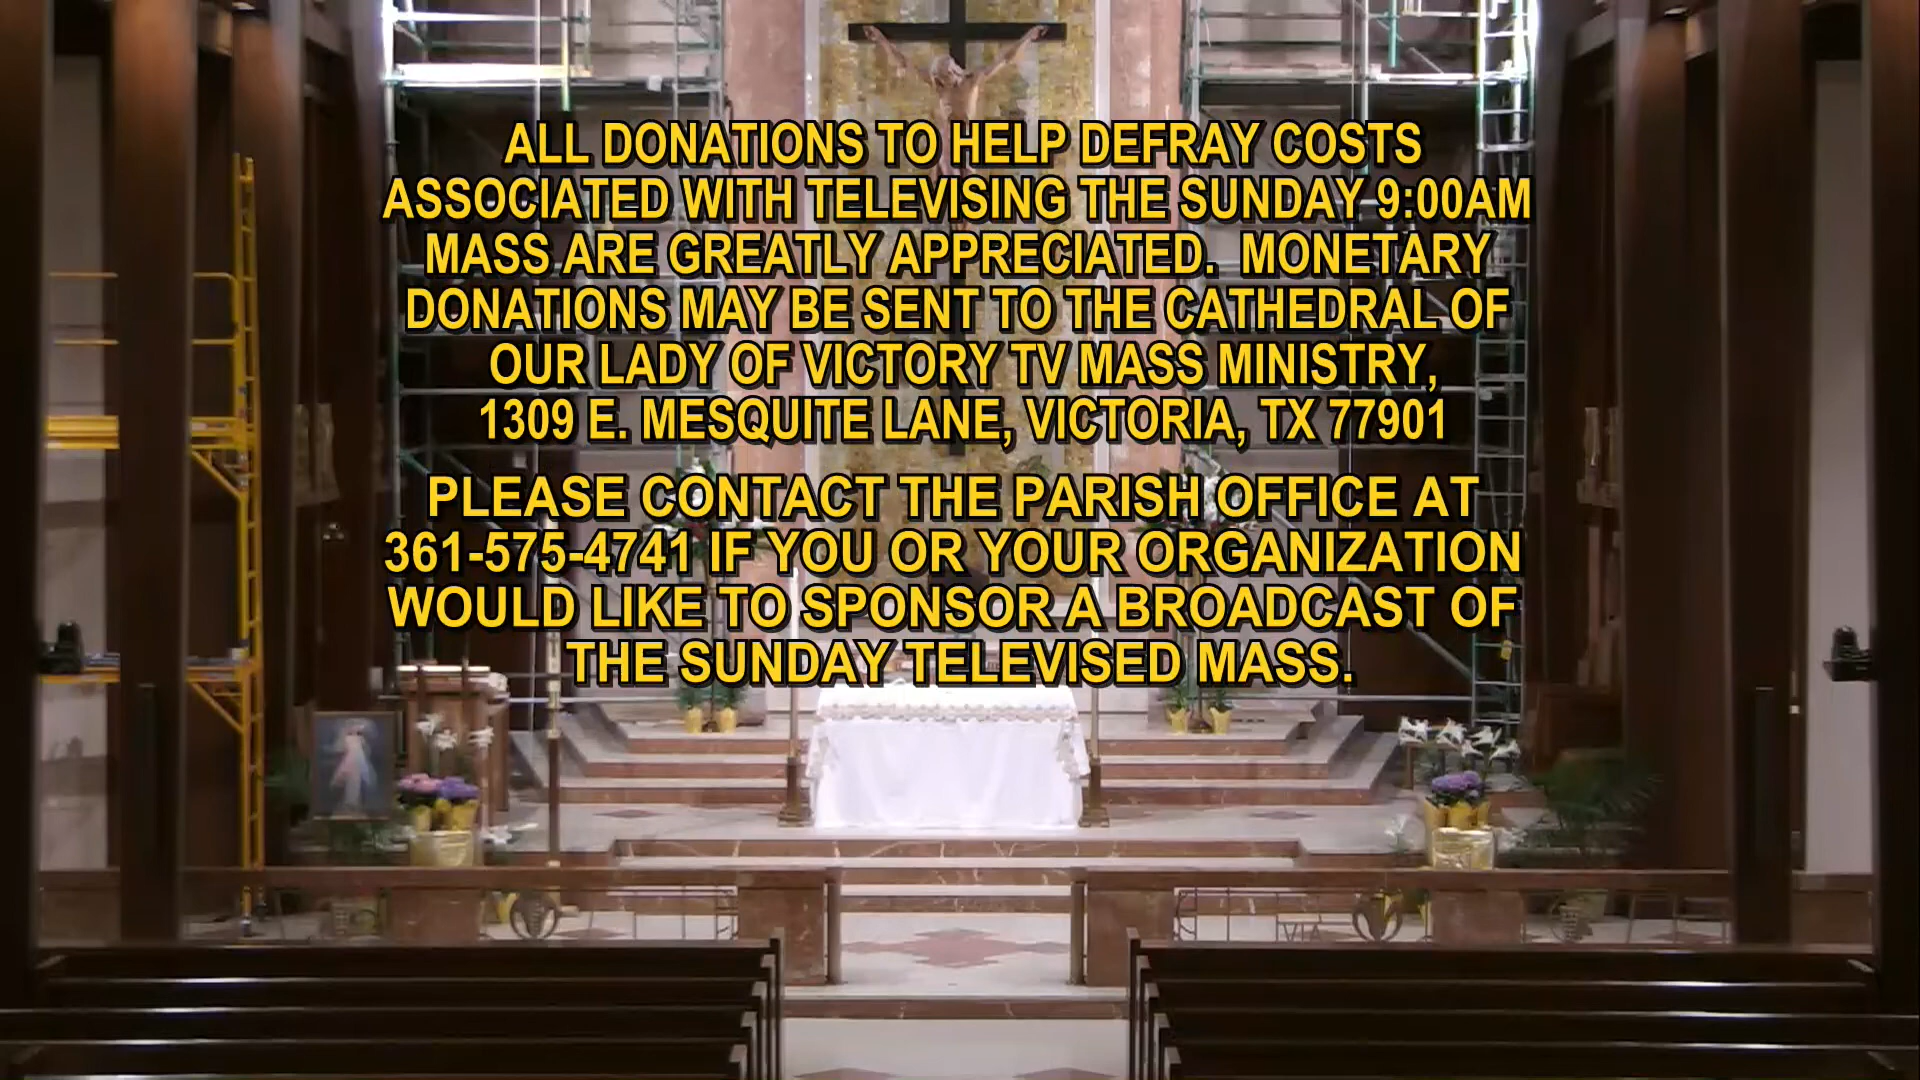 ALL DONATIONS TO HELP DEFRAY COSTS
ASSOCIATED WITH TELEVISING THE SUNDAY 9:00AM
MASS ARE GREATLY APPRECIATED.  MONETARY
DONATIONS MAY BE SENT TO THE CATHEDRAL OF
OUR LADY OF VICTORY TV MASS MINISTRY,
1309 E. MESQUITE LANE, VICTORIA, TX 77901
PLEASE CONTACT THE PARISH OFFICE AT
361-575-4741 IF YOU OR YOUR ORGANIZATION
WOULD LIKE TO SPONSOR A BROADCAST OF
THE SUNDAY TELEVISED MASS.
VIA